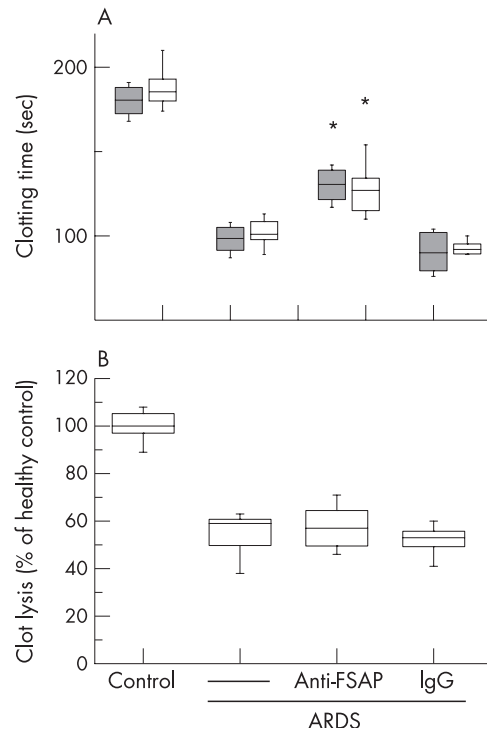 A
Clotting time (sec)
200
100
*
*
B
Clot lysis (% of healthy control)
120
100
80
60
40
20
0
Control
Anti-FSAP
IgG
ARDS